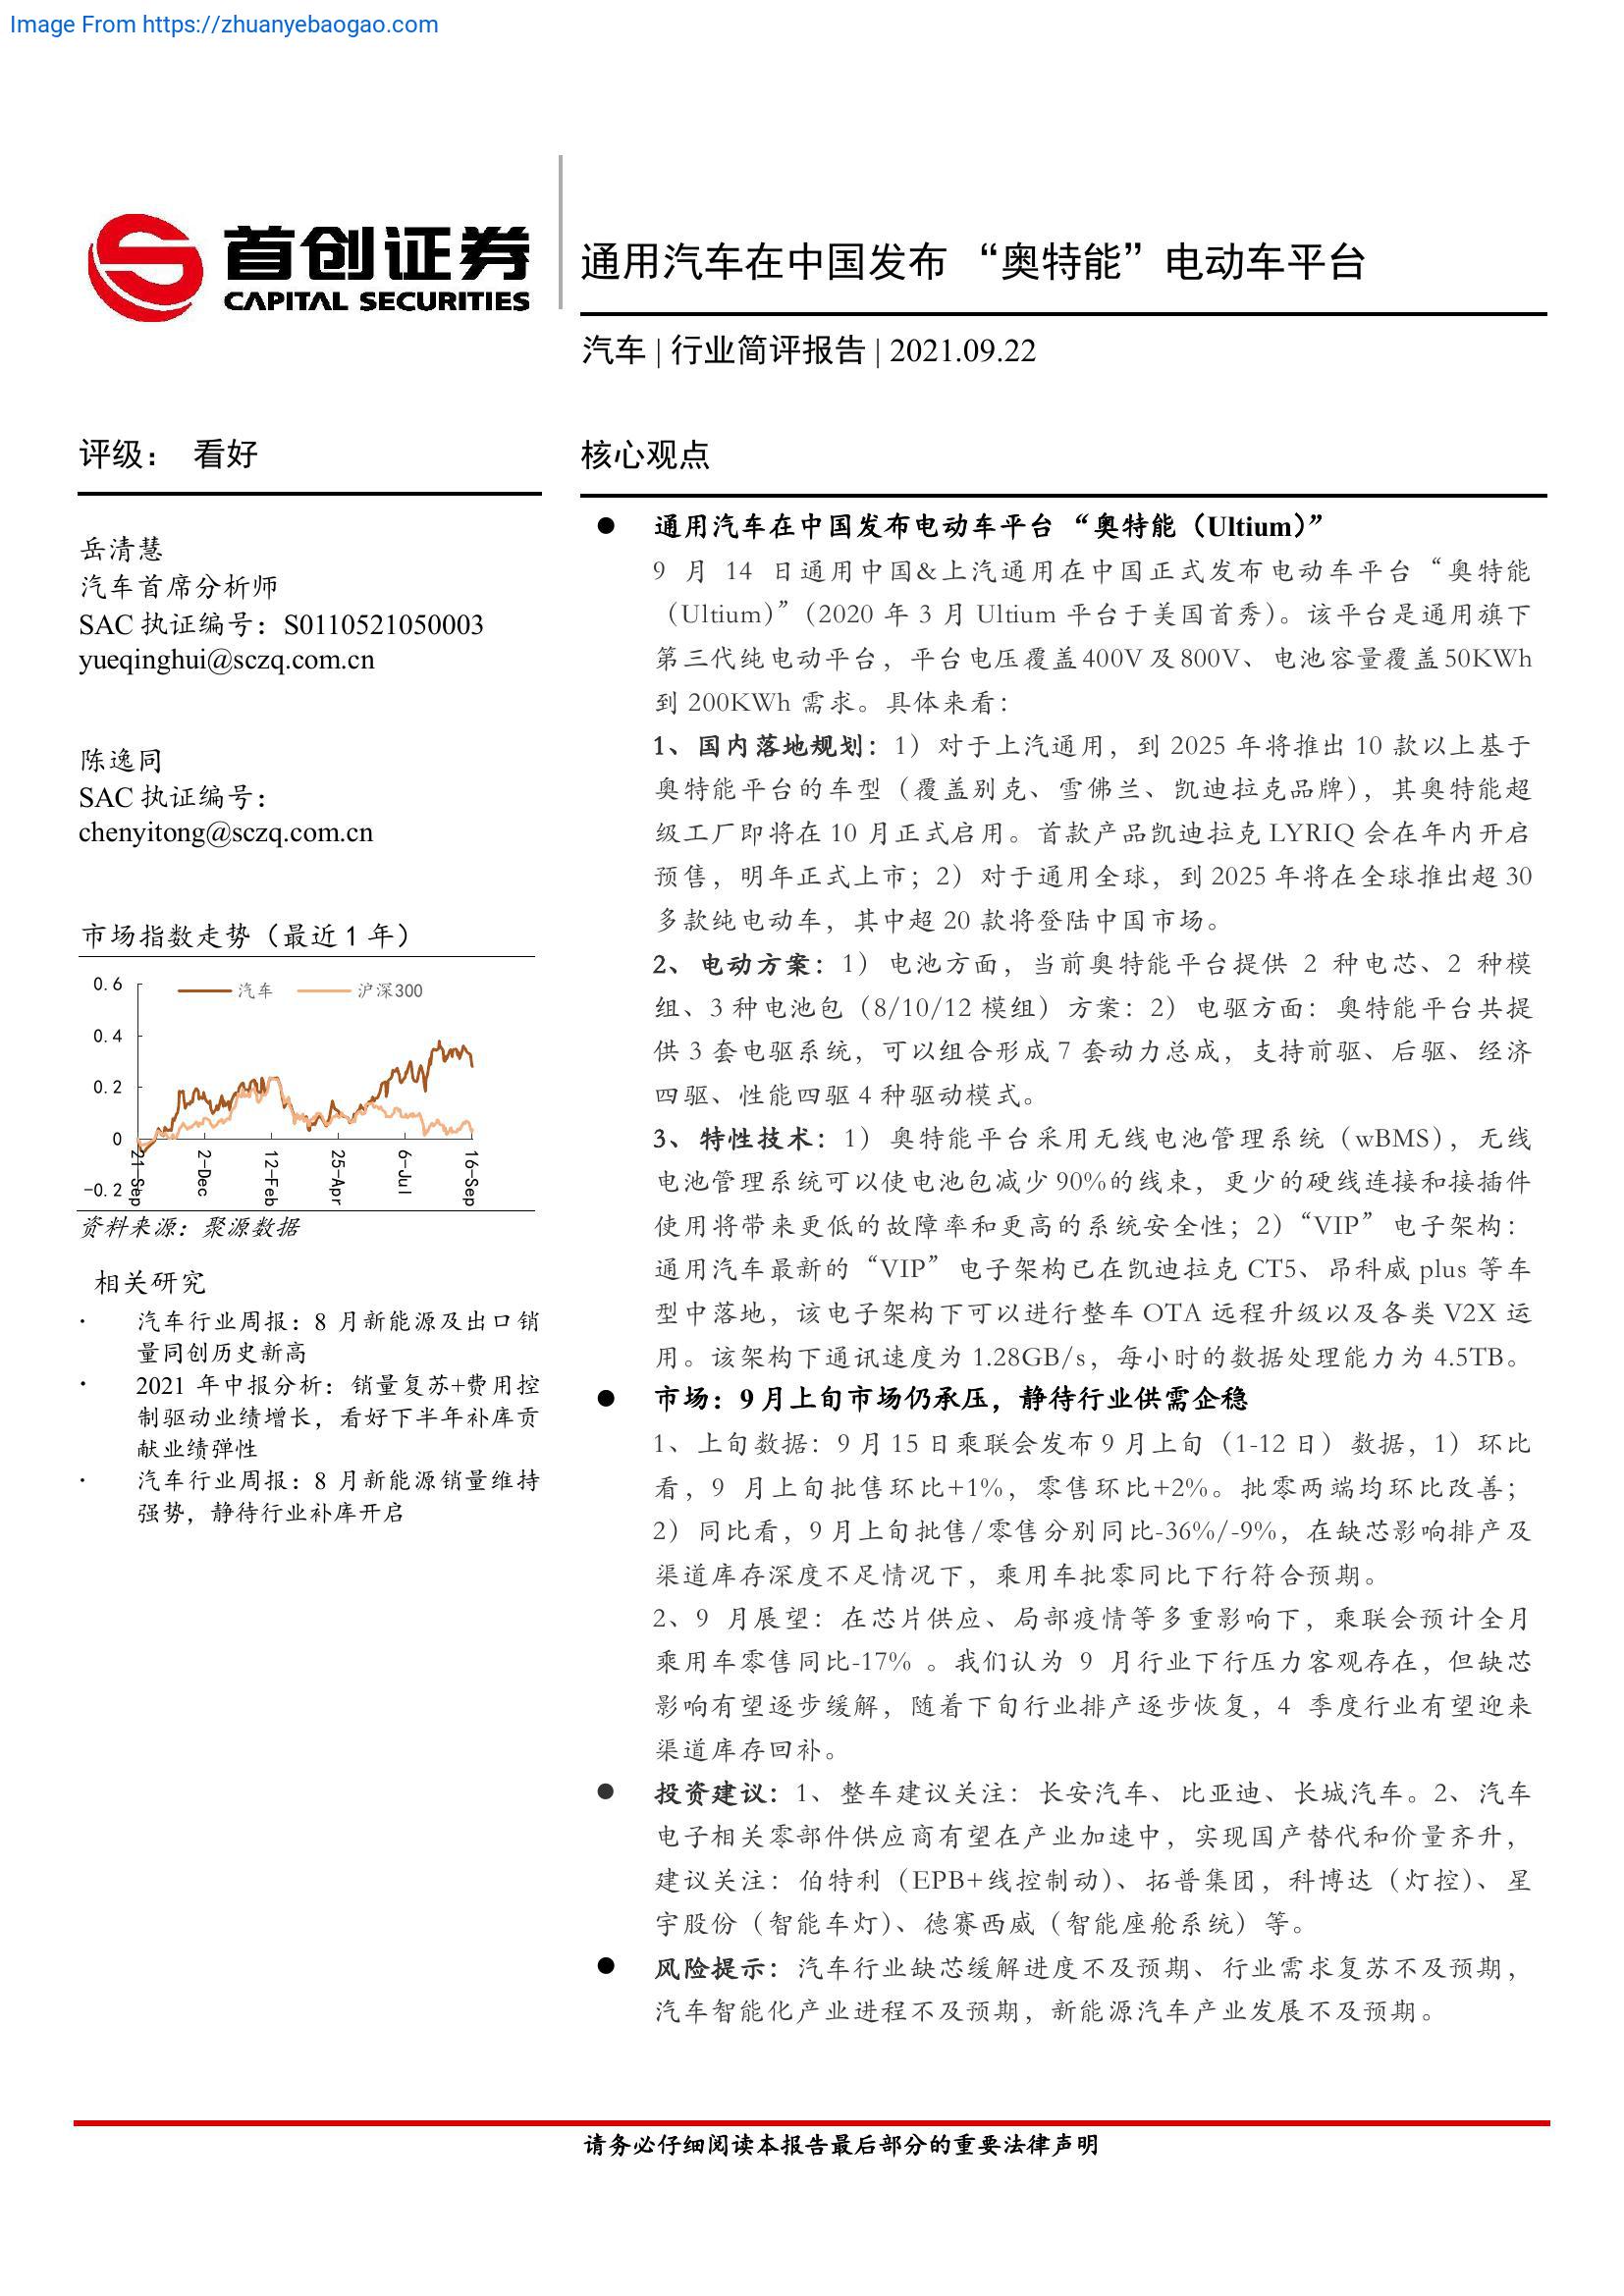 Image From https://zhuanyebaogao.com
首创证券
CAPITAL SECURITIES
通用汽车在中国发布 “奥特能”电动车平台
汽车 | 行业简评报告 | 2021.09.22
评级： 看好
岳清慧
汽车首席分析师
SAC 执证编号：S0110521050003
yueqinghui@sczq.com.cn
陈逸同
SAC 执证编号：
chenyitong@sczq.com.cn
市场指数走势（最近 1 年）
汽车 沪深300
0.6
0.4
0.2
0
-0.2
21-Sep 2-Dec 12-Feb 25-Apr 6-Jul 16-Sep
资料来源：聚源数据
相关研究
· 汽车行业周报：8 月新能源及出口销
量同创历史新高
· 2021 年中报分析：销量复苏+费用控
制驱动业绩增长，看好下半年补库贡
献业绩弹性
· 汽车行业周报：8 月新能源销量维持
强势，静待行业补库开启
核心观点
● 通用汽车在中国发布电动车平台 “奥特能（Ultium）”
9 月 14 日通用中国&上汽通用在中国正式发布电动车平台“奥特能
（Ultium）”（2020 年 3 月 Ultium 平台于美国首秀）。该平台是通用旗下
第三代纯电动平台，平台电压覆盖 400V 及 800V、电池容量覆盖 50KWh
到 200KWh 需求。具体来看：
1、国内落地规划：1）对于上汽通用，到 2025 年将推出 10 款以上基于
奥特能平台的车型（覆盖别克、雪佛兰、凯迪拉克品牌），其奥特能超
级工厂即将在 10 月正式启用。首款产品凯迪拉克 LYRIQ 会在年内开启
预售，明年正式上市；2）对于通用全球，到 2025 年将在全球推出超 30
多款纯电动车，其中超 20 款将登陆中国市场。
2、电动方案：1）电池方面，当前奥特能平台提供 2 种电芯、2 种模
组、3 种电池包（8/10/12 模组）方案：2）电驱方面：奥特能平台共提
供 3 套电驱系统，可以组合形成 7 套动力总成，支持前驱、后驱、经济
四驱、性能四驱 4 种驱动模式。
3、特性技术：1）奥特能平台采用无线电池管理系统（wBMS），无线
电池管理系统可以使电池包减少 90%的线束，更少的硬线连接和接插件
使用将带来更低的故障率和更高的系统安全性；2）“VIP”电子架构：
通用汽车最新的“VIP”电子架构已在凯迪拉克 CT5、昂科威 plus 等车
型中落地，该电子架构下可以进行整车 OTA 远程升级以及各类 V2X 运
用。该架构下通讯速度为 1.28GB/s，每小时的数据处理能力为 4.5TB。
● 市场：9 月上旬市场仍承压，静待行业供需企稳
1、上旬数据：9 月 15 日乘联会发布 9 月上旬（1-12 日）数据，1）环比
看，9 月上旬批售环比+1%，零售环比+2%。批零两端均环比改善；
2）同比看，9 月上旬批售/零售分别同比-36%/-9%，在缺芯影响排产及
渠道库存深度不足情况下，乘用车批零同比下行符合预期。
2、9 月展望：在芯片供应、局部疫情等多重影响下，乘联会预计全月
乘用车零售同比-17% 。我们认为 9 月行业下行压力客观存在，但缺芯
影响有望逐步缓解，随着下旬行业排产逐步恢复，4 季度行业有望迎来
渠道库存回补。
● 投资建议：1、整车建议关注：长安汽车、比亚迪、长城汽车。2、汽车
电子相关零部件供应商有望在产业加速中，实现国产替代和价量齐升，
建议关注：伯特利（EPB+线控制动）、拓普集团，科博达（灯控）、星
宇股份（智能车灯）、德赛西威（智能座舱系统）等。
● 风险提示：汽车行业缺芯缓解进度不及预期、行业需求复苏不及预期，
汽车智能化产业进程不及预期，新能源汽车产业发展不及预期。
请务必仔细阅读本报告最后部分的重要法律声明